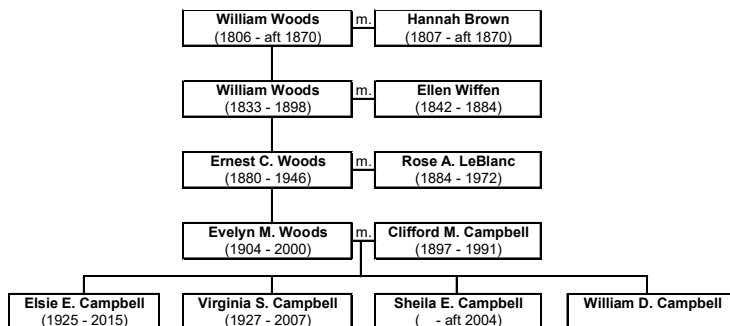 William Woods m. Hannah Brown
(1806 - aft 1870) (1807 - aft 1870)
William Woods m. Ellen Wiffen
(1833 - 1898) (1842 - 1884)
Ernest C. Woods m. Rose A. LeBlanc
(1880 - 1946) (1884 - 1972)
Evelyn M. Woods m. Clifford M. Campbell
(1904 - 2000) (1897 - 1991)
Elsie E. Campbell Virginia S. Campbell Sheila E. Campbell William D. Campbell
(1925 - 2015) (1927 - 2007) ( - aft 2004)